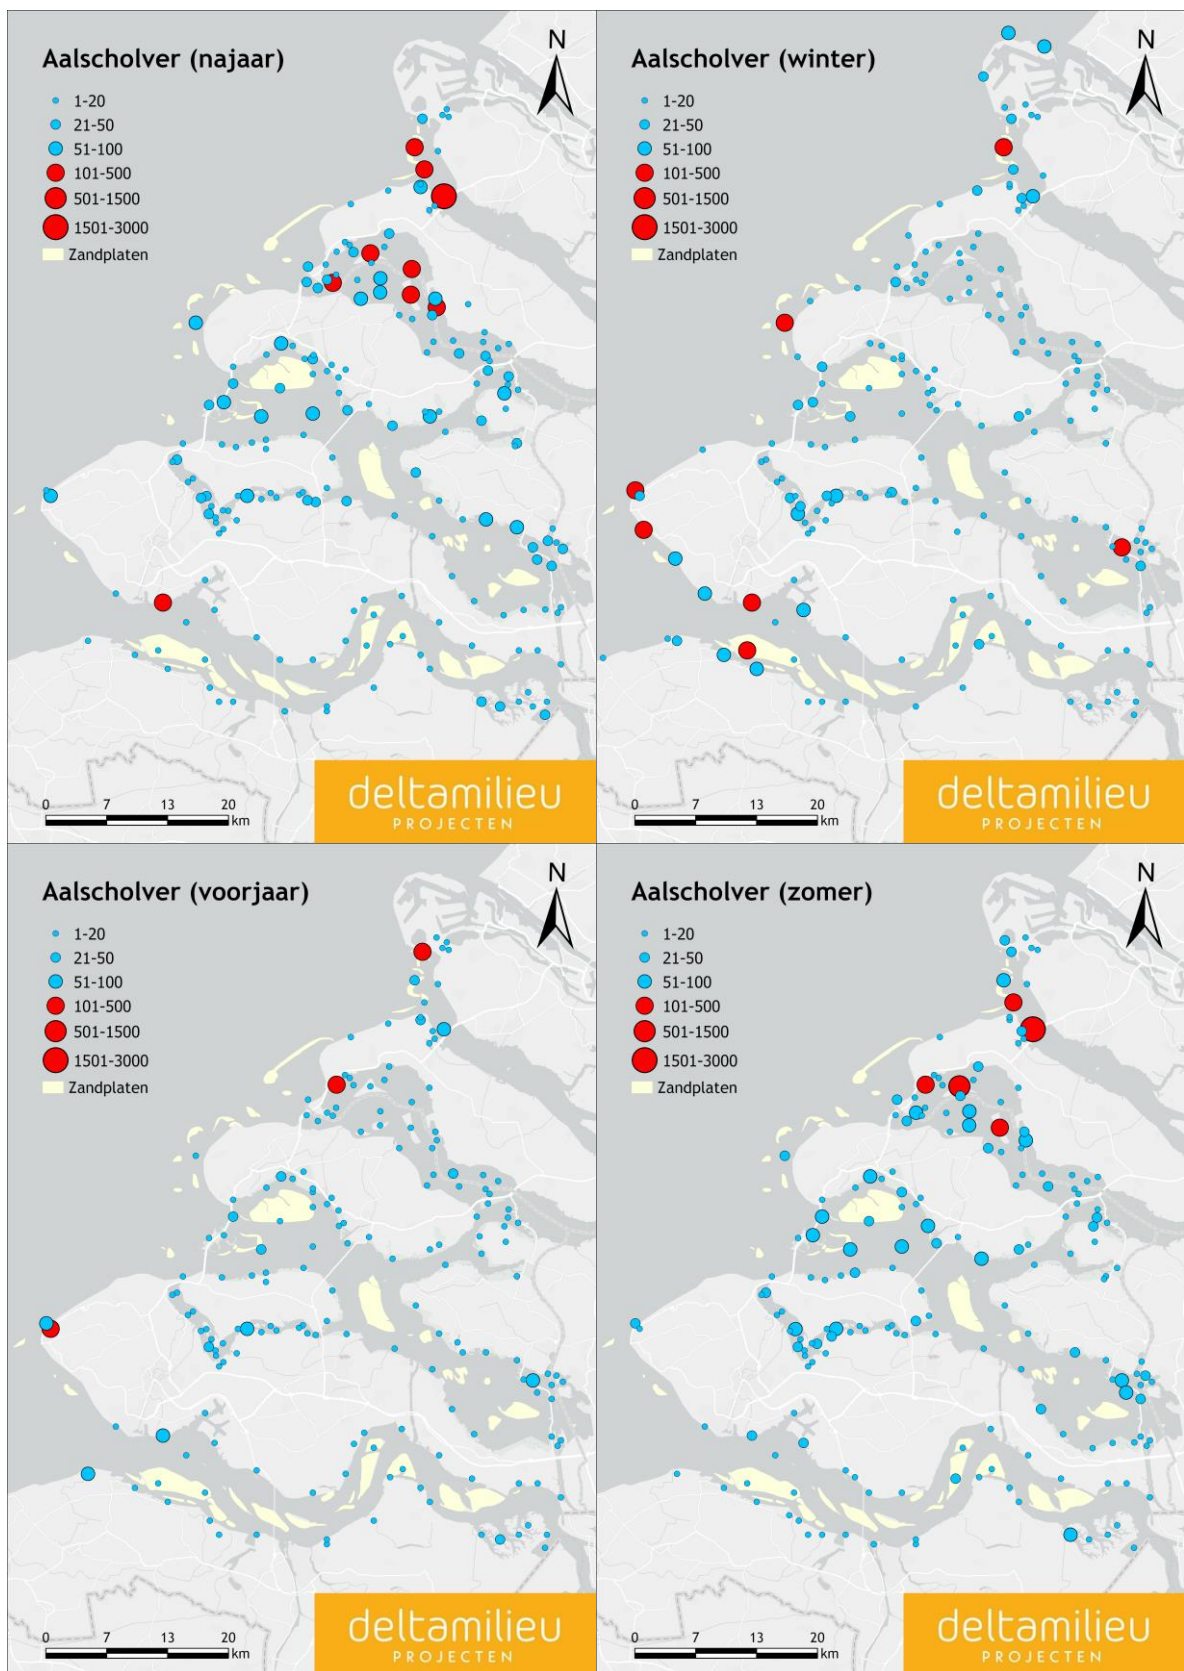 Aalscholver (najaar)
N
1-20
21-50
51-100
101-500
501-1500
1501-3000
Zandplaten
0 7 13 20
km
deltamilieu
PROJECTEN
Aalscholver (winter)
N
1-20
21-50
51-100
101-500
501-1500
1501-3000
Zandplaten
0 7 13 20
km
deltamilieu
PROJECTEN
Aalscholver (voorjaar)
N
1-20
21-50
51-100
101-500
501-1500
1501-3000
Zandplaten
0 7 13 20
km
deltamilieu
PROJECTEN
Aalscholver (zomer)
N
1-20
21-50
51-100
101-500
501-1500
1501-3000
Zandplaten
0 7 13 20
km
deltamilieu
PROJECTEN